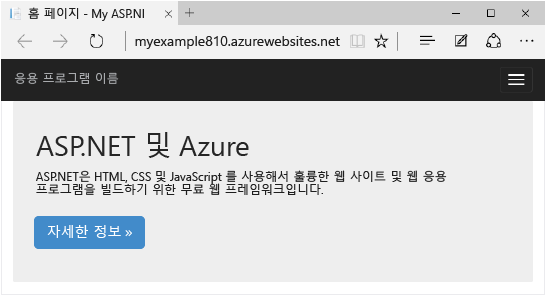 홈 페이지 - My ASP.NI
myexample810.azurewebsites.net
응용 프로그램 이름
ASP.NET 및 Azure
ASP.NET은 HTML, CSS 및 JavaScript 를 사용해서 훌륭한 웹 사이트 및 웹 응용
프로그램을 빌드하기 위한 무료 웹 프레임워크입니다.
자세한 정보 »